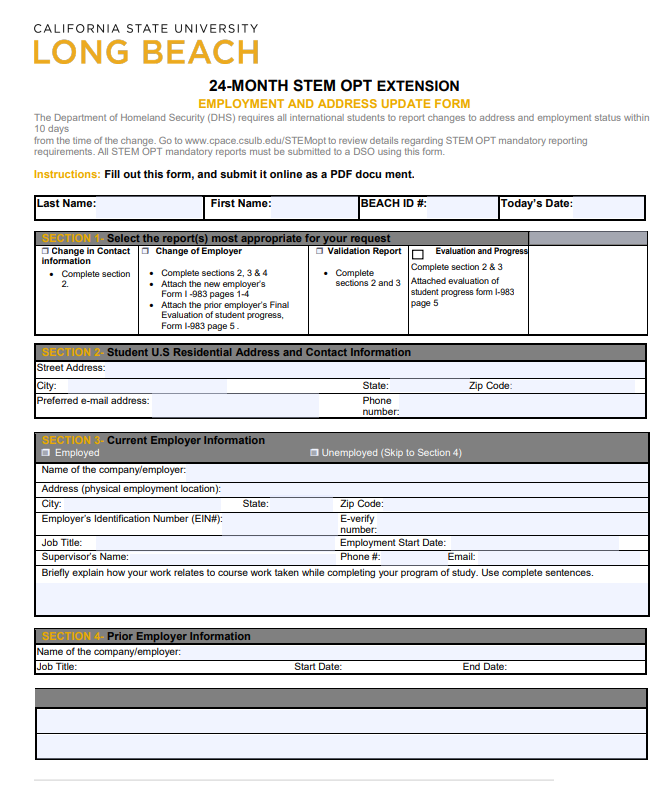 CALIFORNIA STATE UNIVERSITY
LONG BEACH
24-MONTH STEM OPT EXTENSION
EMPLOYMENT AND ADDRESS UPDATE FORM
The Department of Homeland Security (DHS) requires all international students to report changes to address and employment status within
10 days
from the time of the change. Go to www.cpace.csulb.edu/STEMopt to review details regarding STEM OPT mandatory reporting
requirements. All STEM OPT mandatory reports must be submitted to a DSO using this form.
Instructions: Fill out this form, and submit it online as a PDF docu ment.
Last Name: First Name: BEACH ID #: Today's Date:
SECTION 1- Select the report(s) most appropriate for your request
Change in Contact
information
• Complete section
2.
Change of Employer
• Complete sections 2, 3 & 4
• Attach the new employer's
Form I -983 pages 1-4
• Attach the prior employer's Final
Evaluation of student progress,
Form I-983 page 5 .
Validation Report
• Complete
sections 2 and 3
Evaluation and Progress
Complete section 2 & 3
Attached evaluation of
student progress form I-983
page 5
SECTION 2- Student U.S Residential Address and Contact Information
Street Address:
City: State: Zip Code:
Preferred e-mail address: Phone
number:
SECTION 3- Current Employer Information
Employed Unemployed (Skip to Section 4)
Name of the company/employer:
Address (physical employment location):
City: State: Zip Code:
Employer's Identification Number (EIN#): E-verify
number:
Job Title: Employment Start Date:
Supervisor's Name: Phone #: Email:
Briefly explain how your work relates to course work taken while completing your program of study. Use complete sentences.
SECTION 4- Prior Employer Information
Name of the company/employer:
Job Title: Start Date: End Date: